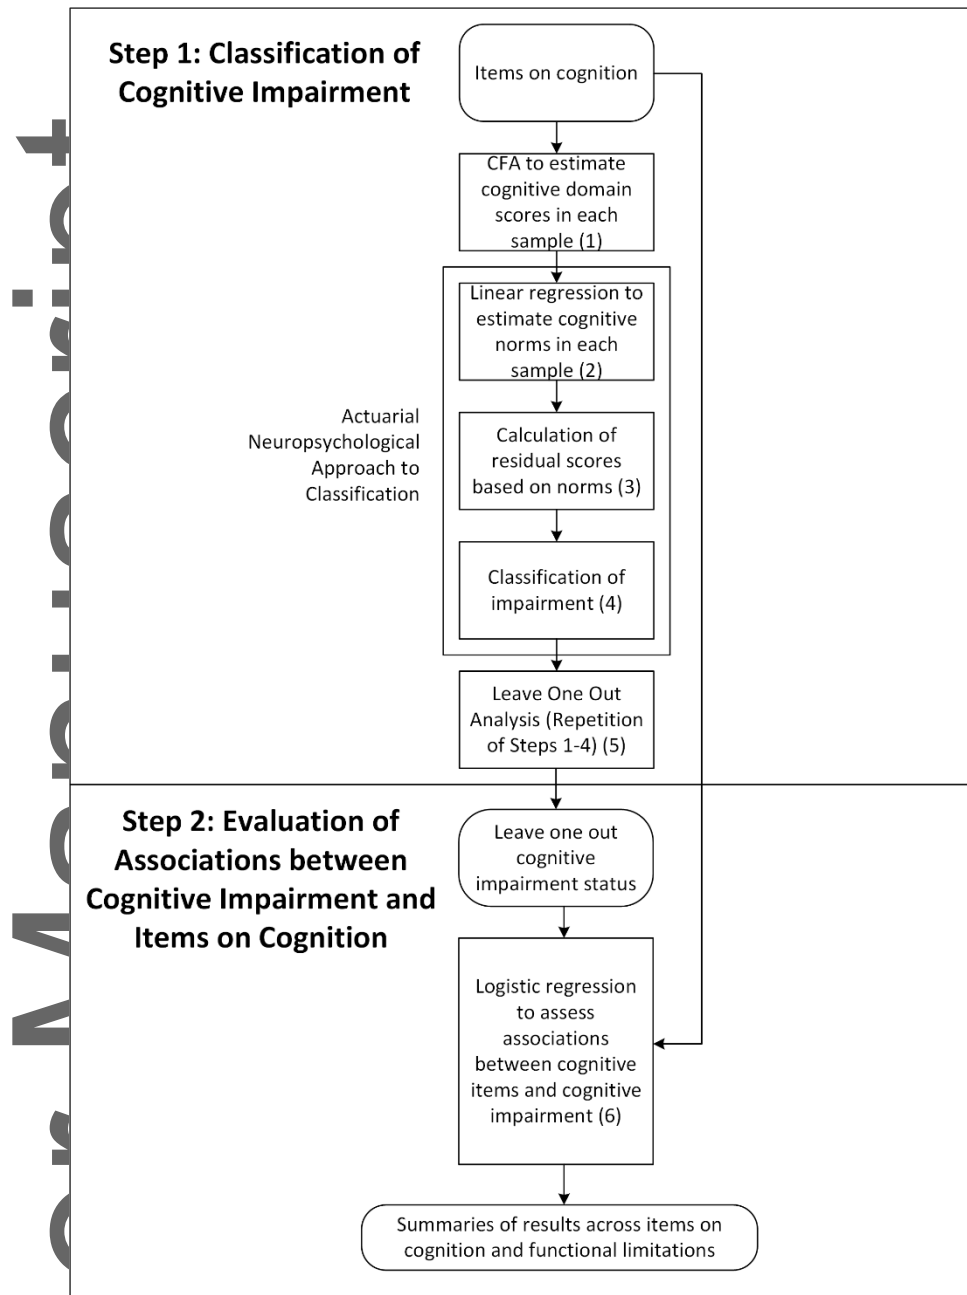 Step 1: Classification of
Cognitive Impairment
Items on cognition
CFA to estimate
cognitive domain
scores in each
sample (1)
Linear regression to
estimate cognitive
norms in each
sample (2)
Actuarial
Neuropsychological
Approach to
Classification
Calculation of
residual scores
based on norms (3)
Classification of
impairment (4)
Leave One Out
Analysis (Repetition
of Steps 1-4) (5)
Step 2: Evaluation of
Associations between
Cognitive Impairment and
Items on Cognition
Leave one out
cognitive
impairment status
Logistic regression
to assess
associations
between cognitive
items and cognitive
impairment (6)
Summaries of results across items on
cognition and functional limitations